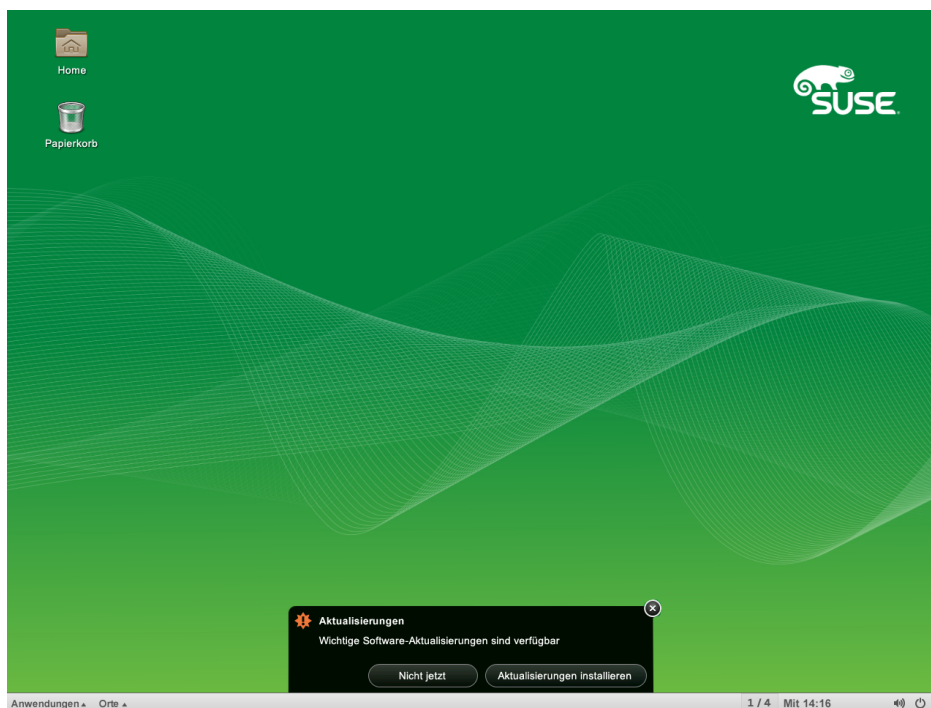 Home
SUSE
Papierkorb
Aktualisierungen
Wichtige Software-Aktualisierungen sind verfügbar
Nicht jetzt
Aktualisierungen installieren
Anwendungen
Orte
1 / 4
Mit 14:16